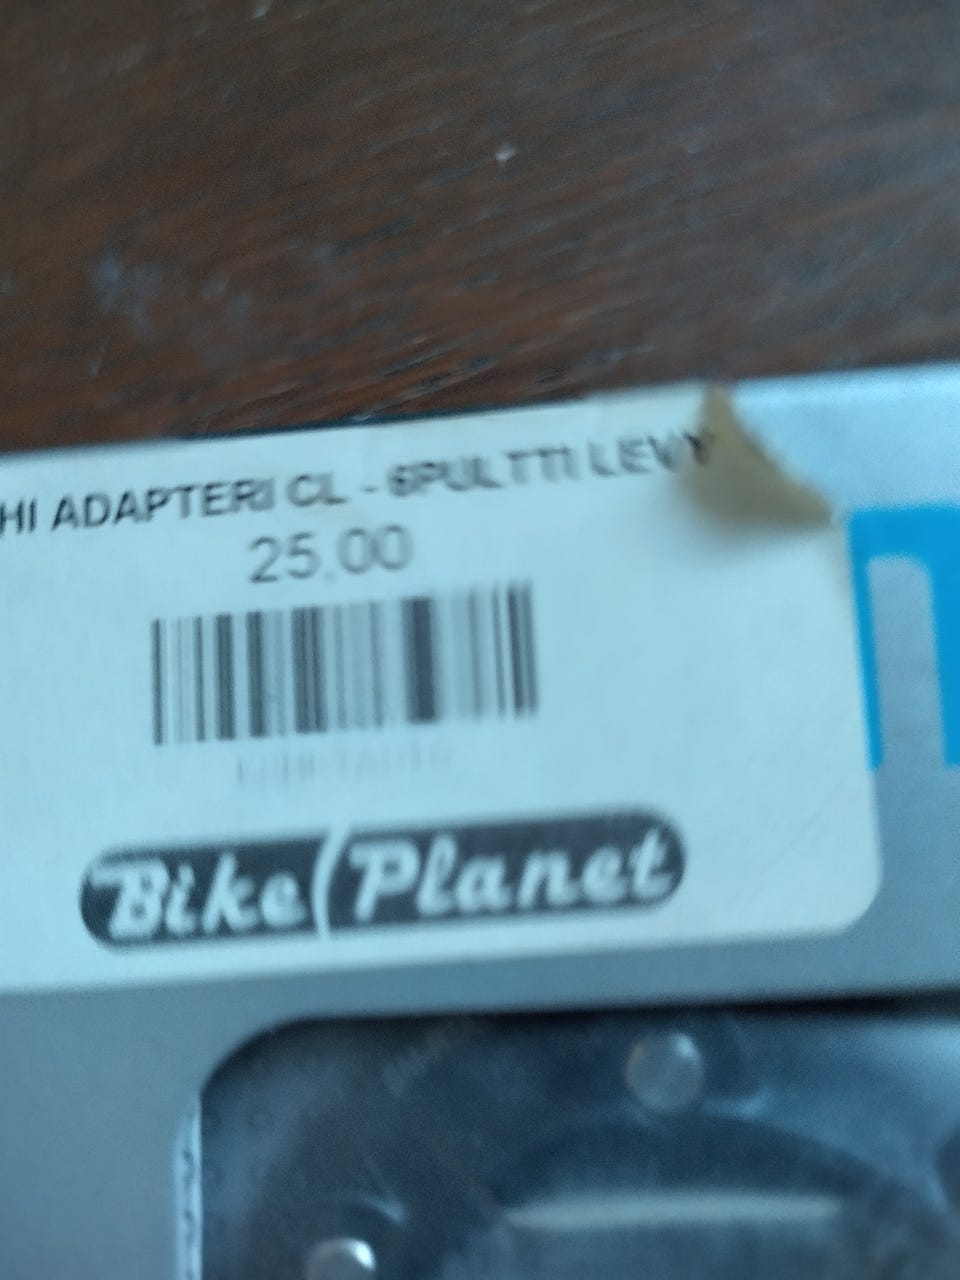 HI ADAPTERI CL - 6PULTTI LEVY
25.00
Bike Planet